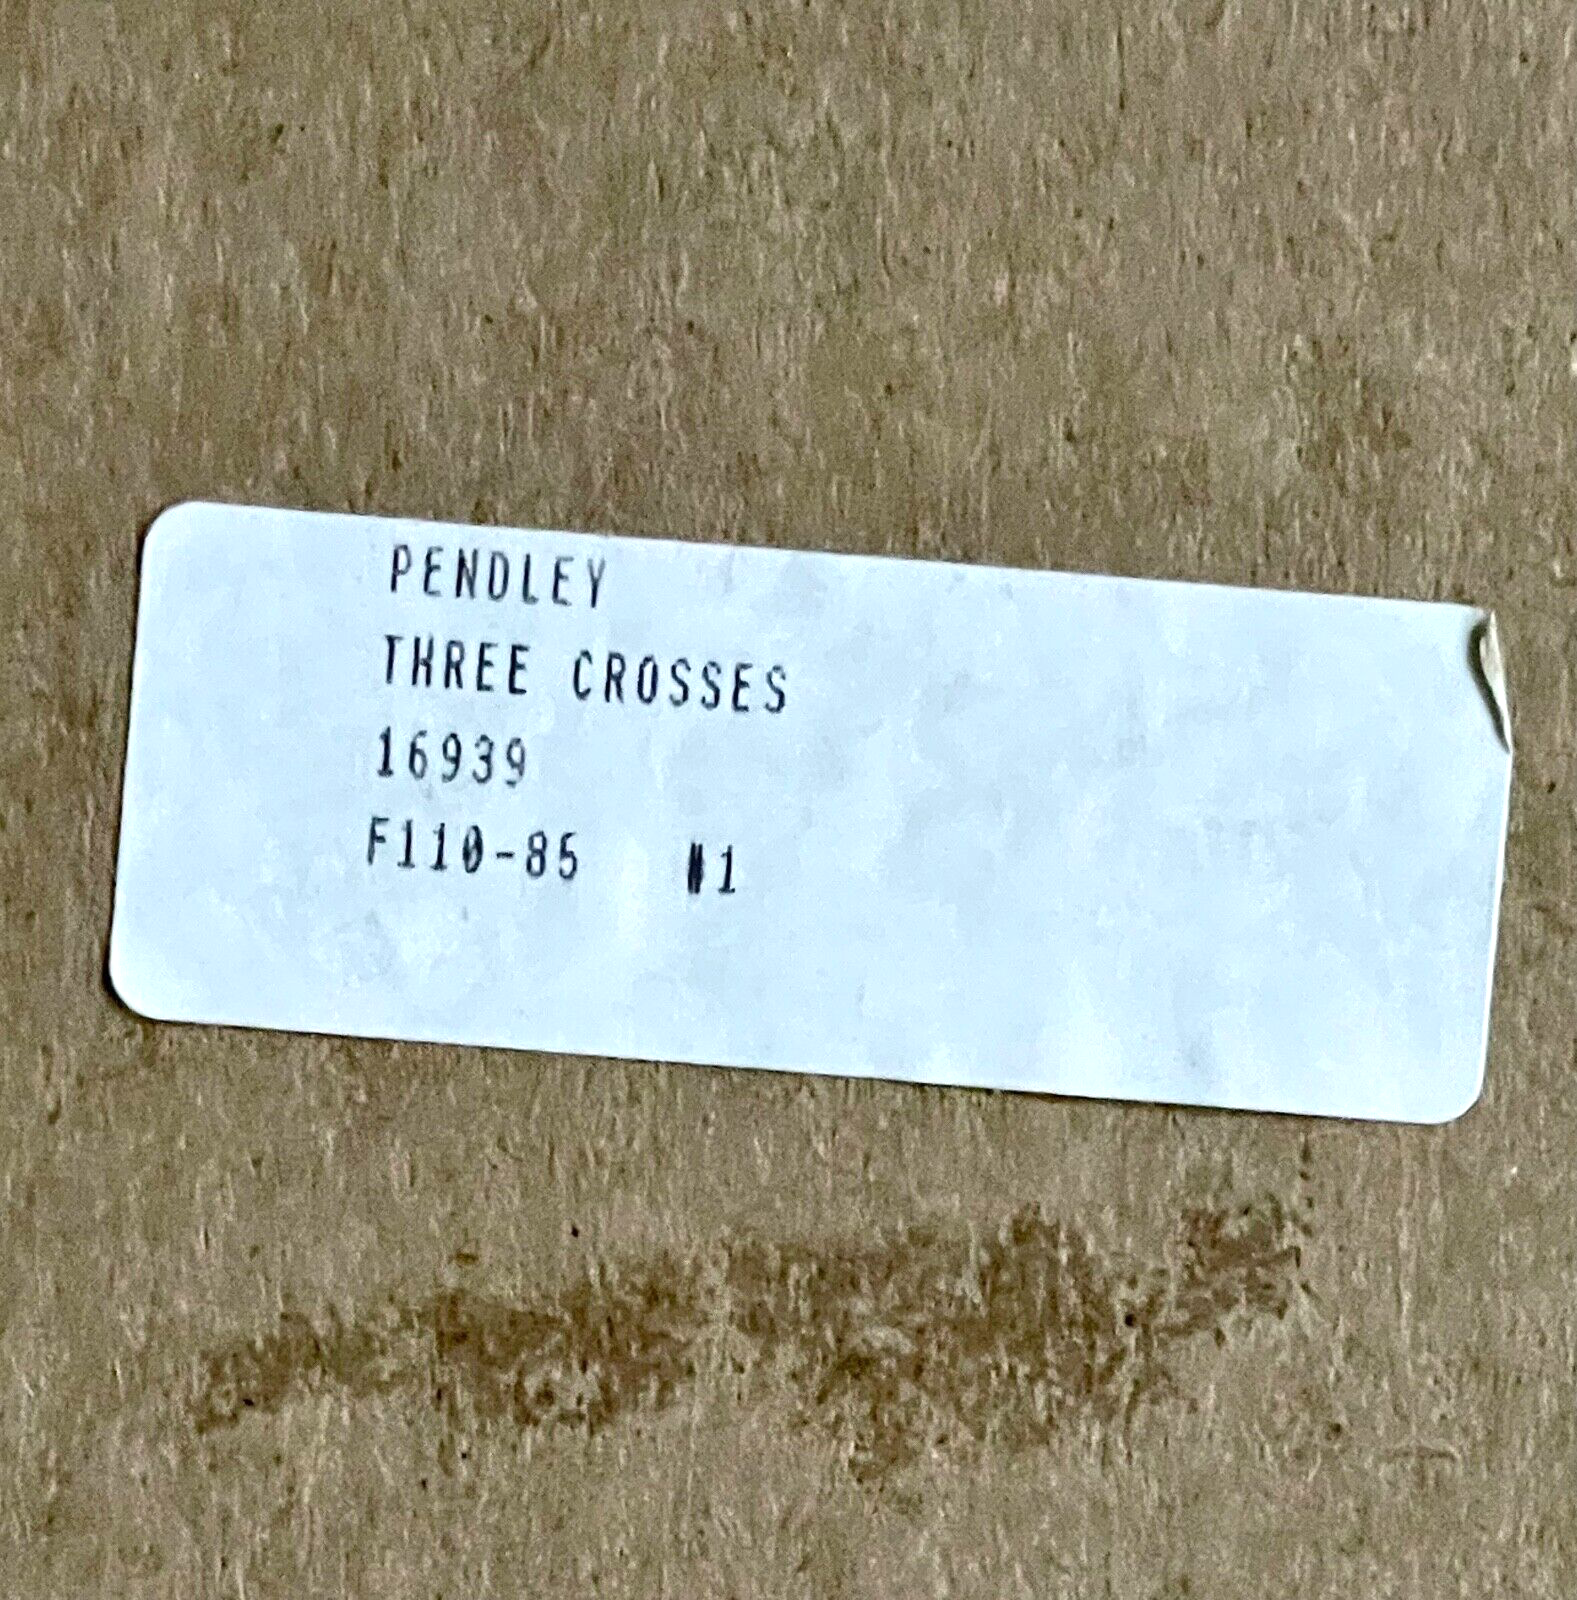 PENDLEY
THREE CROSSES
16939
F110-85 #1